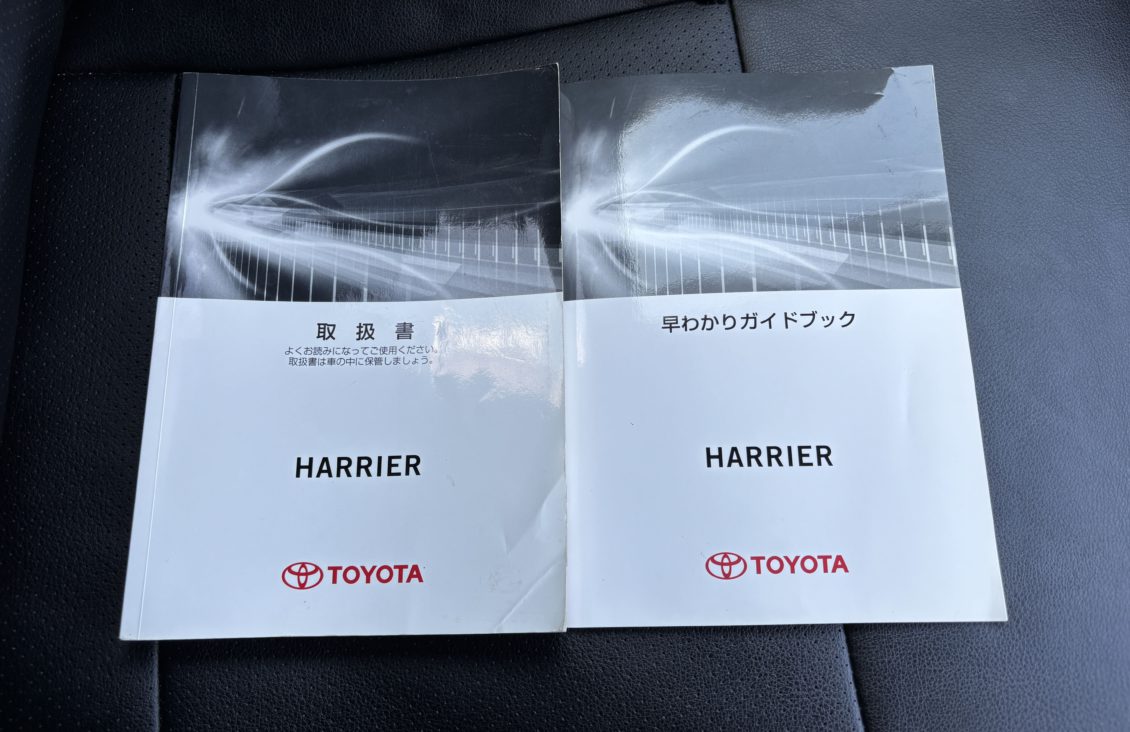 取扱書
よくお読みになってご使用ください。
取扱書は車の中に保管しましょう。
HARRIER
TOYOTA
早わかりガイドブック
HARRIER
TOYOTA